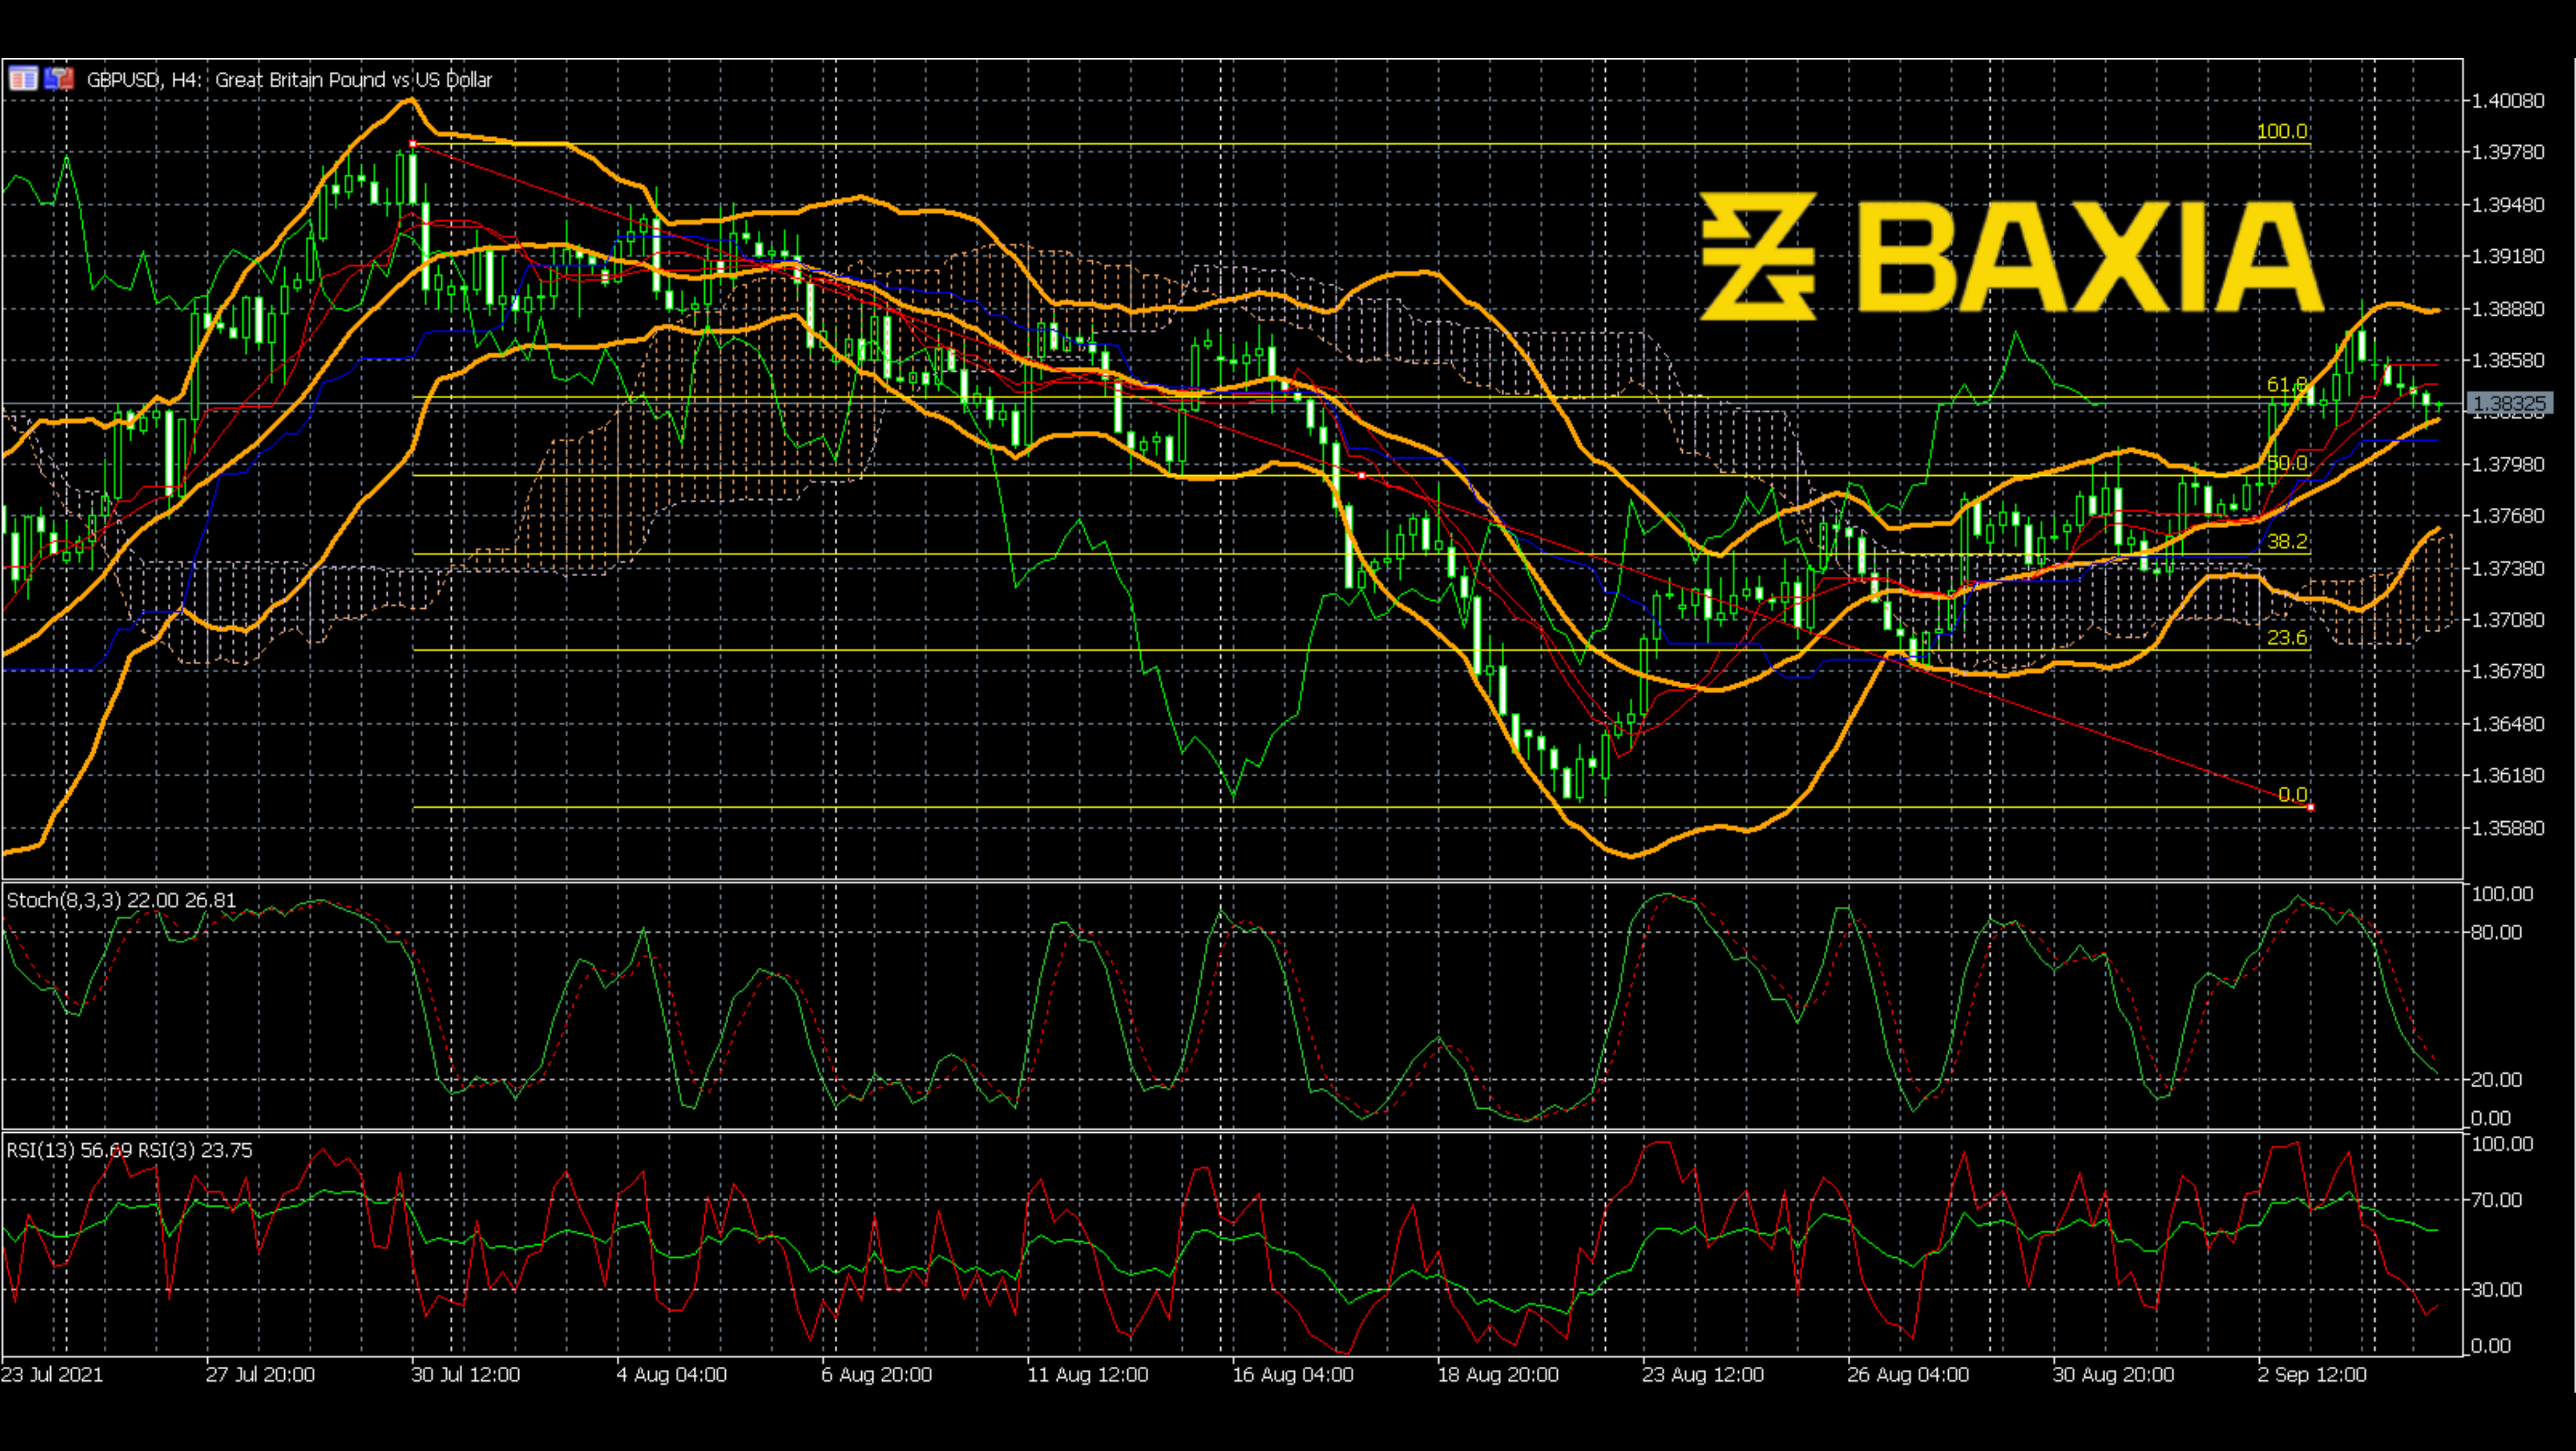 GBPUSD, H4: Great Britain Pound vs US Dollar
BAXIA
100.0
61.8
50.0
38.2
23.6
0.0
1.40080
1.39780
1.39480
1.39180
1.38880
1.38580
1.38325
1.37980
1.37680
1.37380
1.37080
1.36780
1.36480
1.36180
1.35880
Stoch(8,3,3) 22.00 26.81
100.00
80.00
20.00
0.00
RSI(13) 56.69 RSI(3) 23.75
100.00
70.00
30.00
0.00
23 Jul 2021
27 Jul 20:00
30 Jul 12:00
4 Aug 04:00
6 Aug 20:00
11 Aug 12:00
16 Aug 04:00
18 Aug 20:00
23 Aug 12:00
26 Aug 04:00
30 Aug 20:00
2 Sep 12:00